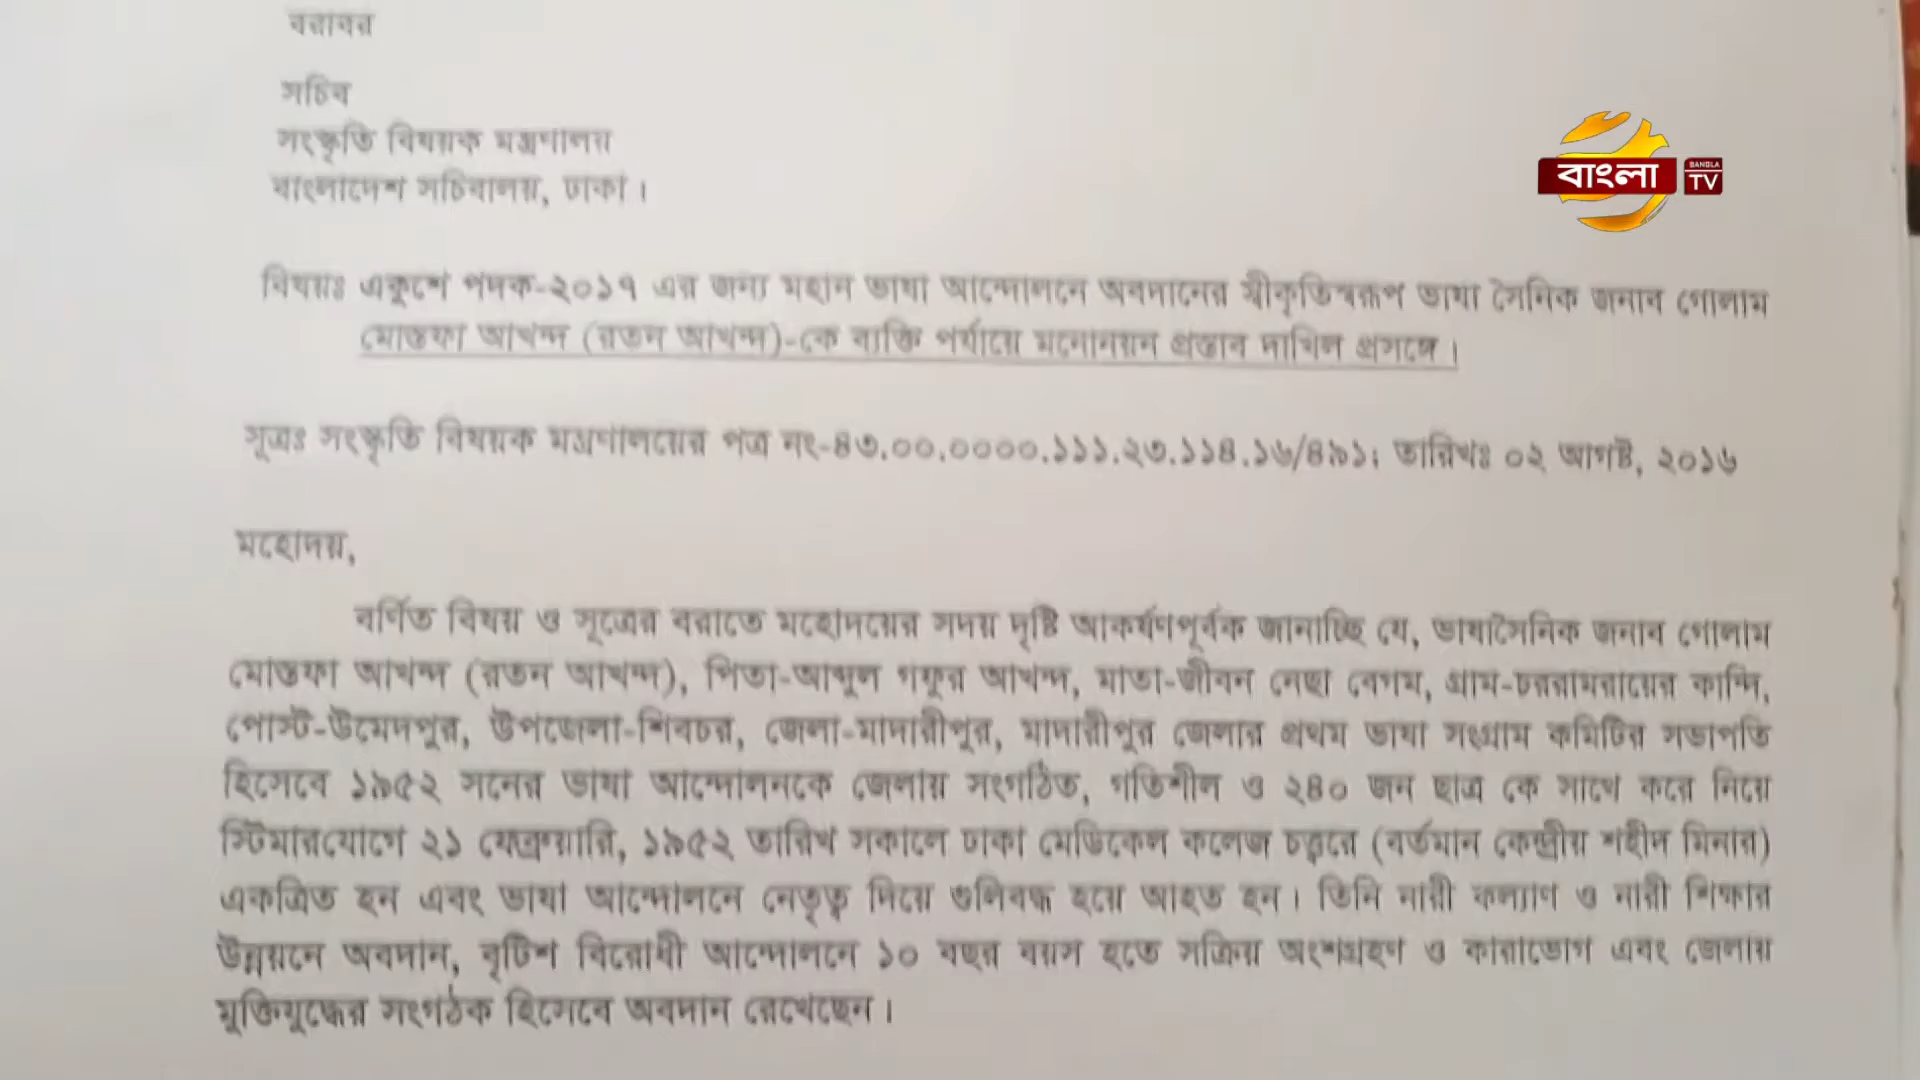 বরাবর
সচিব
সংস্কৃতি বিষয়ক মন্ত্রণালয়
বাংলাদেশ সচিবালয়, ঢাকা।
বাংলা
BANGLA
TV
বিষয়ঃ একুশে পদক-২০১৭ এর জন্য মহান ভাষা আন্দোলনে অবদানের স্বীকৃতিস্বরূপ ভাষা সৈনিক জনাব গোলাম
মোস্তফা আখন্দ (রতন আখন্দ)-কে ব্যক্তি পর্যায়ে মনোনয়ন প্রস্তাব দাখিল প্রসঙ্গে।
সূত্রঃ সংস্কৃতি বিষয়ক মন্ত্রণালয়ের পত্র নং-৪৩.০০.০০০০.১১১.২৩.১১৪.১৬/৪৯১; তারিখঃ ০২ আগষ্ট, ২০১৬
মহোদয়,
বর্ণিত বিষয় ও সূত্রের বরাতে মহোদয়ের সদয় দৃষ্টি আকর্ষণপূর্বক জানাচ্ছি যে, ভাষাসৈনিক জনাব গোলাম
মোস্তফা আখন্দ (রতন আখন্দ), পিতা-আব্দুল গফুর আখন্দ, মাতা-জীবন নেছা বেগম, গ্রাম-চররামরায়ের কান্দি,
পোস্ট-উমেদপুর, উপজেলা-শিবচর, জেলা-মাদারীপুর, মাদারীপুর জেলার প্রথম ভাষা সংগ্রাম কমিটির সভাপতি
হিসেবে ১৯৫২ সনের ভাষা আন্দোলনকে জেলায় সংগঠিত, গতিশীল ও ২৪০ জন ছাত্র কে সাথে করে নিয়ে
স্টিমারযোগে ২১ ফেব্রুয়ারি, ১৯৫২ তারিখ সকালে ঢাকা মেডিকেল কলেজ চত্ত্বরে (বর্তমান কেন্দ্রীয় শহীদ মিনার)
একত্রিত হন এবং ভাষা আন্দোলনে নেতৃত্ব দিয়ে গুলিবদ্ধ হয়ে আহত হন। তিনি নারী কল্যাণ ও নারী শিক্ষার
উন্নয়নে অবদান, বৃটিশ বিরোধী আন্দোলনে ১০ বছর বয়স হতে সক্রিয় অংশগ্রহণ ও কারাভোগ এবং জেলায়
মুক্তিযুদ্ধের সংগঠক হিসেবে অবদান রেখেছেন।